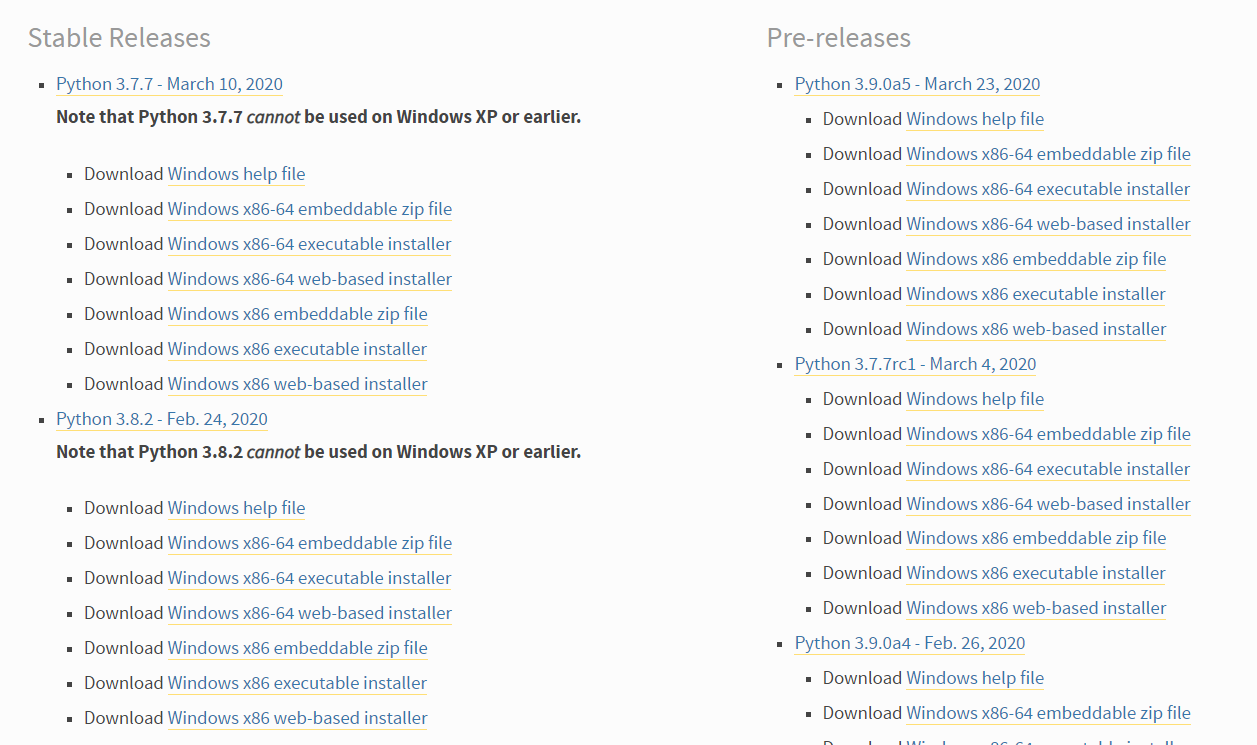 Stable Releases
Python 3.7.7 - March 10, 2020
Note that Python 3.7.7 cannot be used on Windows XP or earlier.
Download Windows help file
Download Windows x86-64 embeddable zip file
Download Windows x86-64 executable installer
Download Windows x86-64 web-based installer
Download Windows x86 embeddable zip file
Download Windows x86 executable installer
Download Windows x86 web-based installer
Python 3.8.2 - Feb. 24, 2020
Note that Python 3.8.2 cannot be used on Windows XP or earlier.
Download Windows help file
Download Windows x86-64 embeddable zip file
Download Windows x86-64 executable installer
Download Windows x86-64 web-based installer
Download Windows x86 embeddable zip file
Download Windows x86 executable installer
Download Windows x86 web-based installer
Pre-releases
Python 3.9.0a5 - March 23, 2020
Download Windows help file
Download Windows x86-64 embeddable zip file
Download Windows x86-64 executable installer
Download Windows x86-64 web-based installer
Download Windows x86 embeddable zip file
Download Windows x86 executable installer
Download Windows x86 web-based installer
Python 3.7.7rc1 - March 4, 2020
Download Windows help file
Download Windows x86-64 embeddable zip file
Download Windows x86-64 executable installer
Download Windows x86-64 web-based installer
Download Windows x86 embeddable zip file
Download Windows x86 executable installer
Download Windows x86 web-based installer
Python 3.9.0a4 - Feb. 26, 2020
Download Windows help file
Download Windows x86-64 embeddable zip file